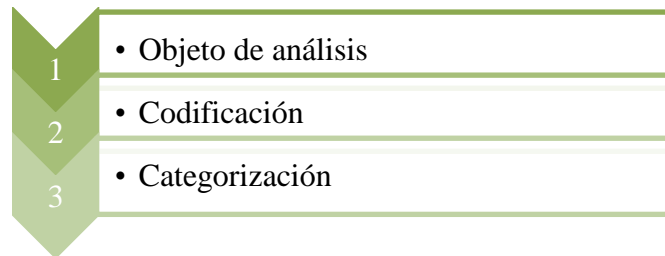 1 • Objeto de análisis
2 • Codificación
3 • Categorización